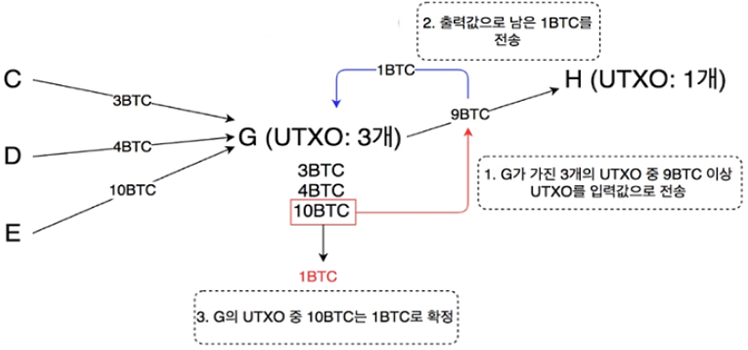 2. 출력값으로 남은 1BTC를
전송
1BTC
C
H (UTXO: 1개)
3BTC
9BTC
D
4BTC
G (UTXO: 3개)
3BTC
4BTC
10BTC
10BTC
1. G가 가진 3개의 UTXO 중 9BTC 이상
UTXO를 입력값으로 전송
E
1BTC
3. G의 UTXO 중 10BTC는 1BTC로 확정